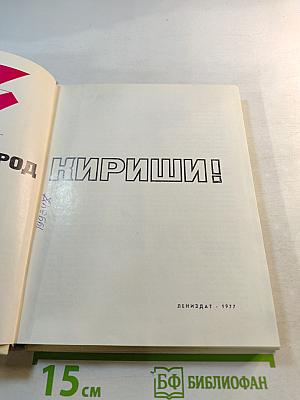 РОД КИРИШИ!
ЛЕНИЗДАТ · 1977
15 см
БФ БИБЛИОФАН